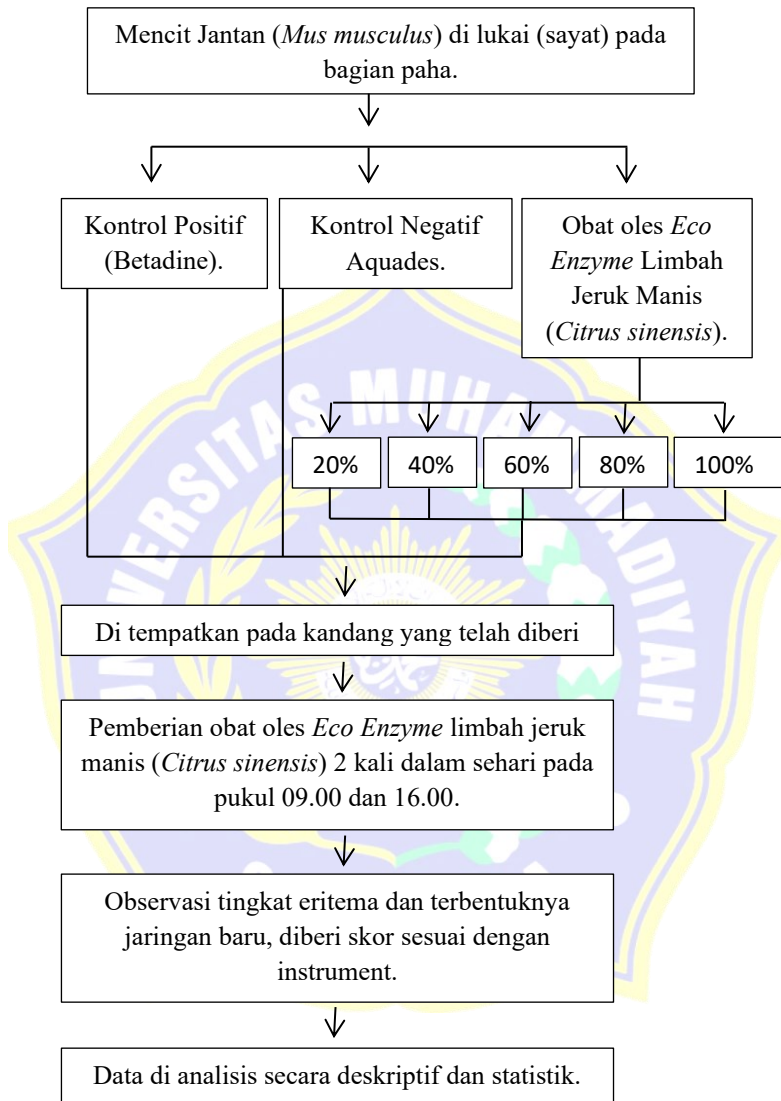 Mencit Jantan (Mus musculus) di lukai (sayat) pada
bagian paha.
Kontrol Positif
(Betadine).
Kontrol Negatif
Aquades.
Obat oles Eco
Enzyme Limbah
Jeruk Manis
(Citrus sinensis).
UNIVERSITAS MUHAMMADIYAH
20%
40%
60%
80%
100%
Di tempatkan pada kandang yang telah diberi
Pemberian obat oles Eco Enzyme limbah jeruk
manis (Citrus sinensis) 2 kali dalam sehari pada
pukul 09.00 dan 16.00.
Observasi tingkat eritema dan terbentuknya
jaringan baru, diberi skor sesuai dengan
instrument.
Data di analisis secara deskriptif dan statistik.